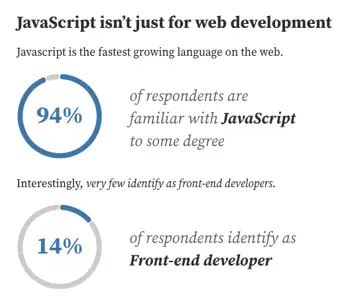 JavaScript isn’t just for web development
Javascript is the fastest growing language on the web.
94%
of respondents are
familiar with JavaScript
to some degree
Interestingly, very few identify as front-end developers.
14%
of respondents identify as
Front-end developer